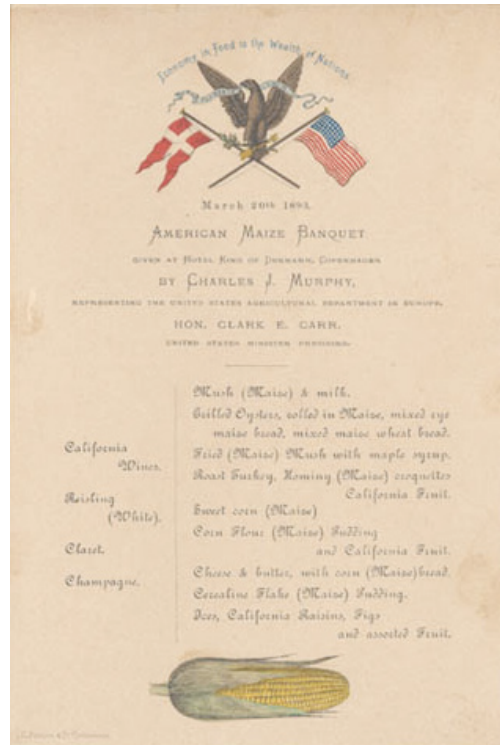 Economy in Food is the Wealth of Nations
March 20th 1893.
AMERICAN MAIZE BANQUET
GIVEN AT HOTEL KING OF DENMARK, COPENHAGEN
BY CHARLES J. MURPHY,
REPRESENTING THE UNITED STATES AGRICULTURAL DEPARTMENT IN EUROPE,
HON. CLARK E. CARR,
UNITED STATES MINISTER PRESIDING.
California
Wines.
Reisling
(White).
Claret.
Champagne.
Mush (Maize) & milk.
Grilled Oysters, rolled in Maize, mixed rye
maize bread, mixed maize wheat bread.
Fried (Maize) Mush with maple syrup.
Roast Turkey, Hominy (Maize) croquettes
California Fruit.
Sweet corn (Maize)
Corn Flour (Maize) Pudding
and California Fruit.
Cheese & butter, with corn (Maize) bread.
Cerealine Flake (Maize) Pudding.
Ices, California Raisins, Figs
and assorted Fruit.